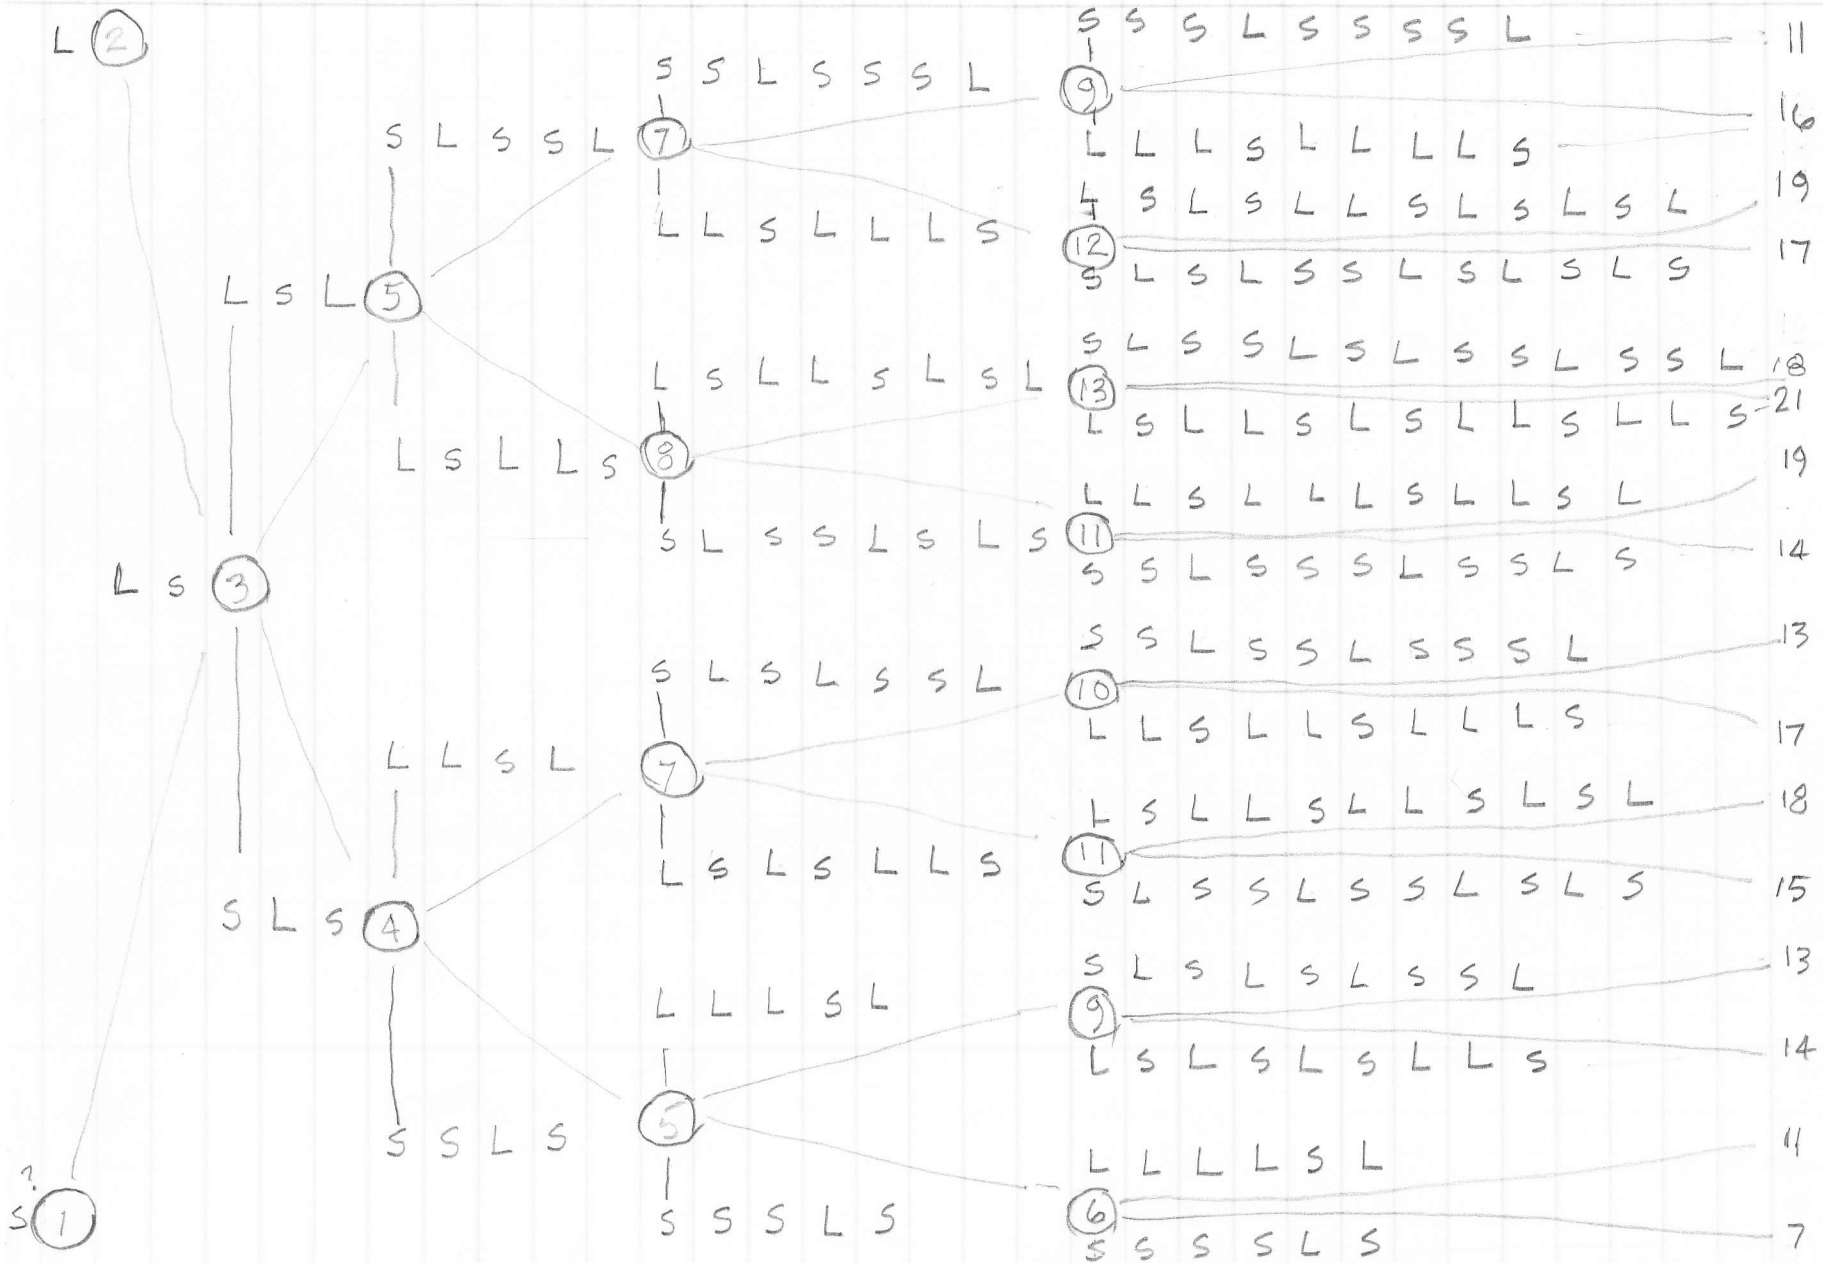 L 2
S S S L S S S S L 11
S S L S S S L 9
16
S L S S L 7
L L L S L L L L S
L S L S L L S L S L S L 19
L L S L L L S 12 17
S L S L S S L S L S L S
L S L 5
S L S S L S L S S L S S L 18
L S L L S L S L 13 21
L S L L S L S L L S L L S
L S L L S 8 19
L L S L L L S L L S L
S L S S L S L S 11 14
S S L S S S L S S L S
L S 3
S S L S S L S S S L 13
S L S L S S L 10
L L S L L S L L L S 17
L L S L 7
L S L L S L L S L S L 18
L S L S L L S 11
S L S S L S S L S L S 15
S L S 4
S L S L S L S S L 13
L L L S L 9
L S L S L S L L S 14
5
S S L S
L L L L S L 11
?
S 1 S S S L S 6
S S S S L S 7